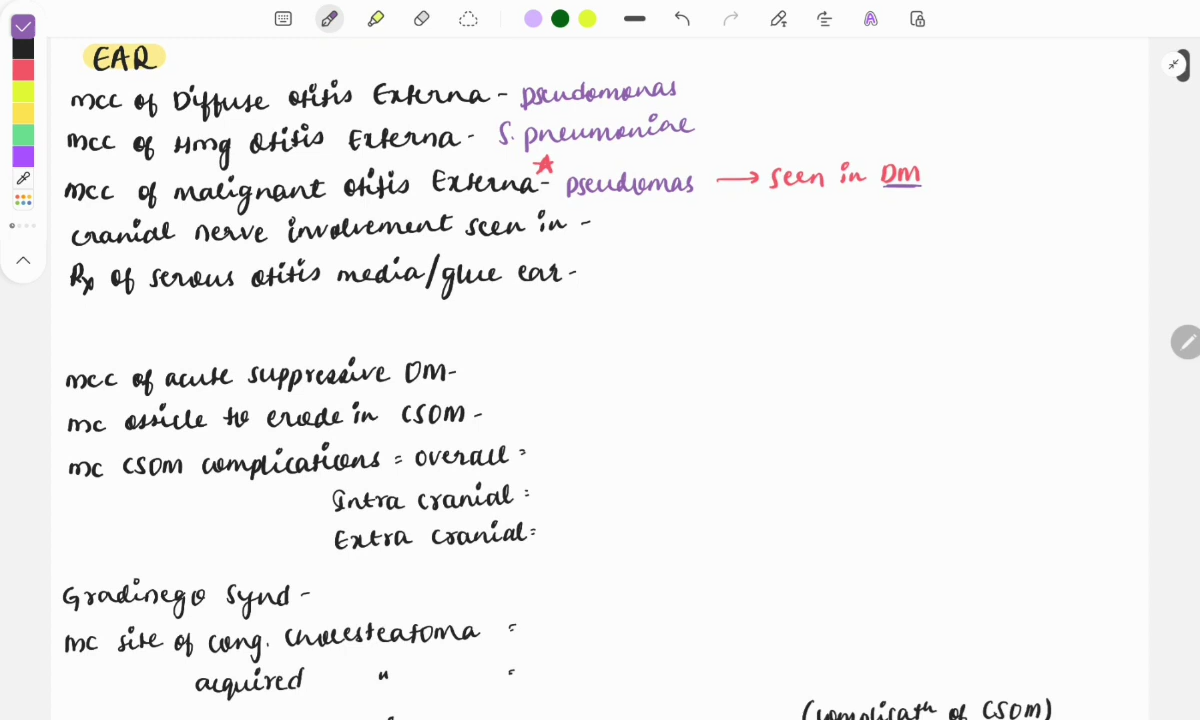 EAR
mcc of Diffuse otitis Externa - pseudomonas
mcc of Hmg Otitis Externa - S. pneumoniae
mcc of malignant otitis Externa - pseudomas → seen in DM
cranial nerve involvement seen in -
Rx of serous otitis media/glue ear -
mcc of acute suppressive OM -
mc ossicle to erode in CSOM -
mc CSOM complications = overall =
Intra cranial =
Extra cranial =
Gradinego Synd -
mc site of cong. Cholesteatoma =
acquired " =
(complicatn of CSOM)